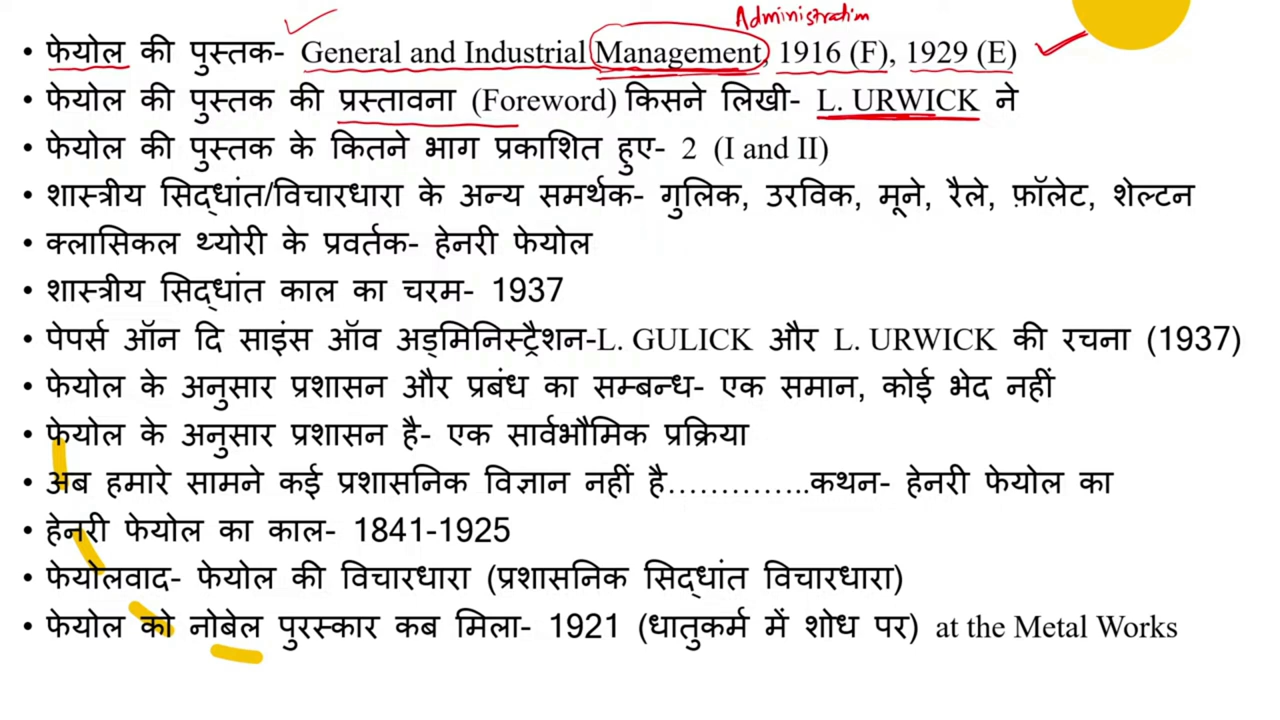 Administration
• फेयोल की पुस्तक- General and Industrial Management, 1916 (F), 1929 (E)
• फेयोल की पुस्तक की प्रस्तावना (Foreword) किसने लिखी- L. URWICK ने
• फेयोल की पुस्तक के कितने भाग प्रकाशित हुए- 2 (I and II)
• शास्त्रीय सिद्धांत/विचारधारा के अन्य समर्थक- गुलिक, उरविक, मूने, रैले, फ़ॉलेट, शेल्टन
• क्लासिकल थ्योरी के प्रवर्तक- हेनरी फेयोल
• शास्त्रीय सिद्धांत काल का चरम- 1937
• पेपर्स ऑन दि साइंस ऑव अड्मिनिस्ट्रैशन-L. GULICK और L. URWICK की रचना (1937)
• फेयोल के अनुसार प्रशासन और प्रबंध का सम्बन्ध- एक समान, कोई भेद नहीं
• फेयोल के अनुसार प्रशासन है- एक सार्वभौमिक प्रक्रिया
• अब हमारे सामने कई प्रशासनिक विज्ञान नहीं है…………..कथन- हेनरी फेयोल का
• हेनरी फेयोल का काल- 1841-1925
• फेयोलवाद- फेयोल की विचारधारा (प्रशासनिक सिद्धांत विचारधारा)
• फेयोल को नोबेल पुरस्कार कब मिला- 1921 (धातुकर्म में शोध पर) at the Metal Works